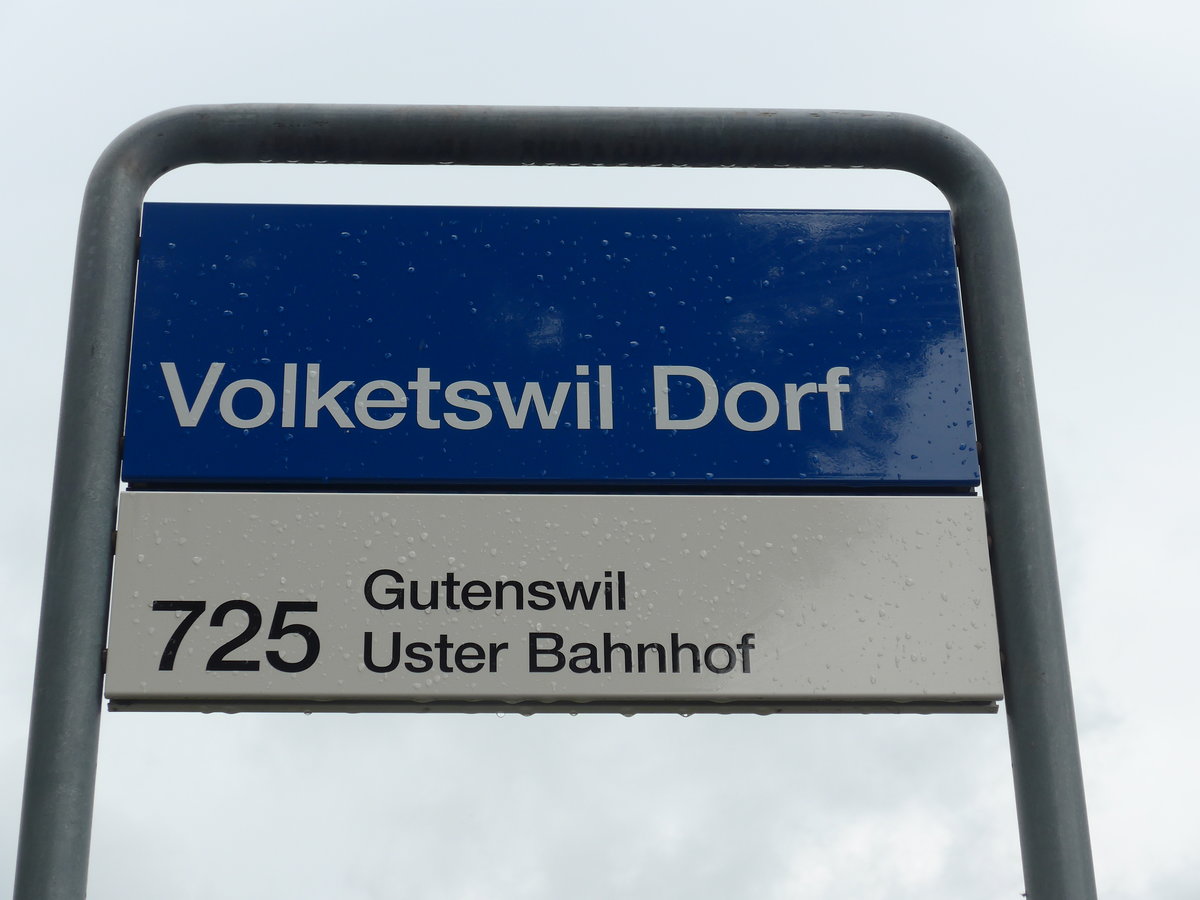 Volketswil Dorf
725 Gutenswil
Uster Bahnhof